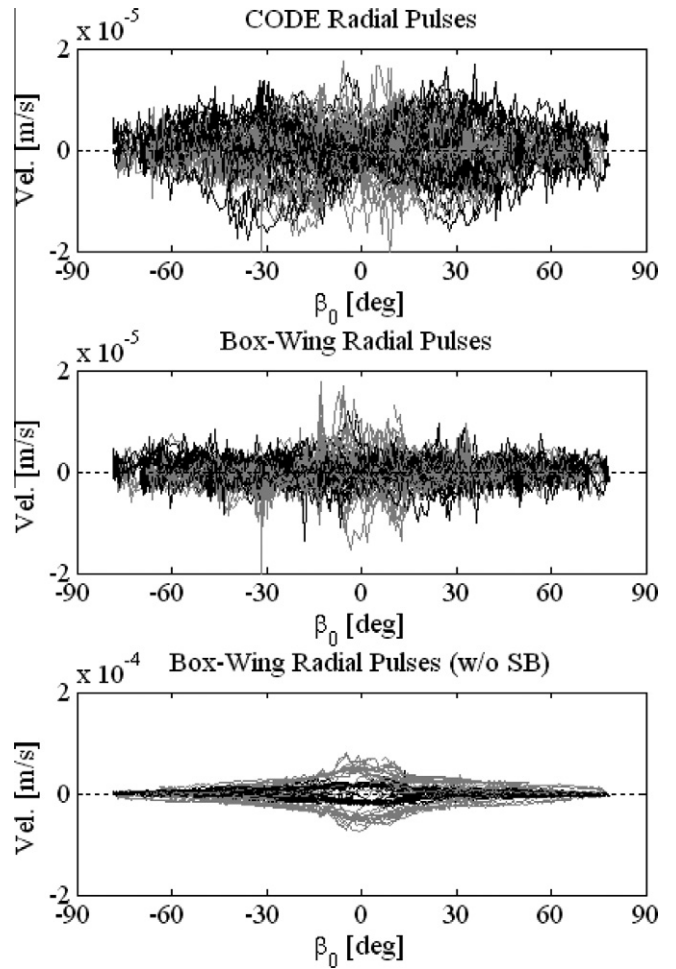 CODE Radial Pulses
x 10⁻⁵
2
0
-2
Vel. [m/s]
-90 -60 -30 0 30 60 90
β₀ [deg]
Box-Wing Radial Pulses
x 10⁻⁵
2
0
-2
Vel. [m/s]
-90 -60 -30 0 30 60 90
β₀ [deg]
Box-Wing Radial Pulses (w/o SB)
x 10⁻⁴
2
0
-2
Vel. [m/s]
-90 -60 -30 0 30 60 90
β₀ [deg]